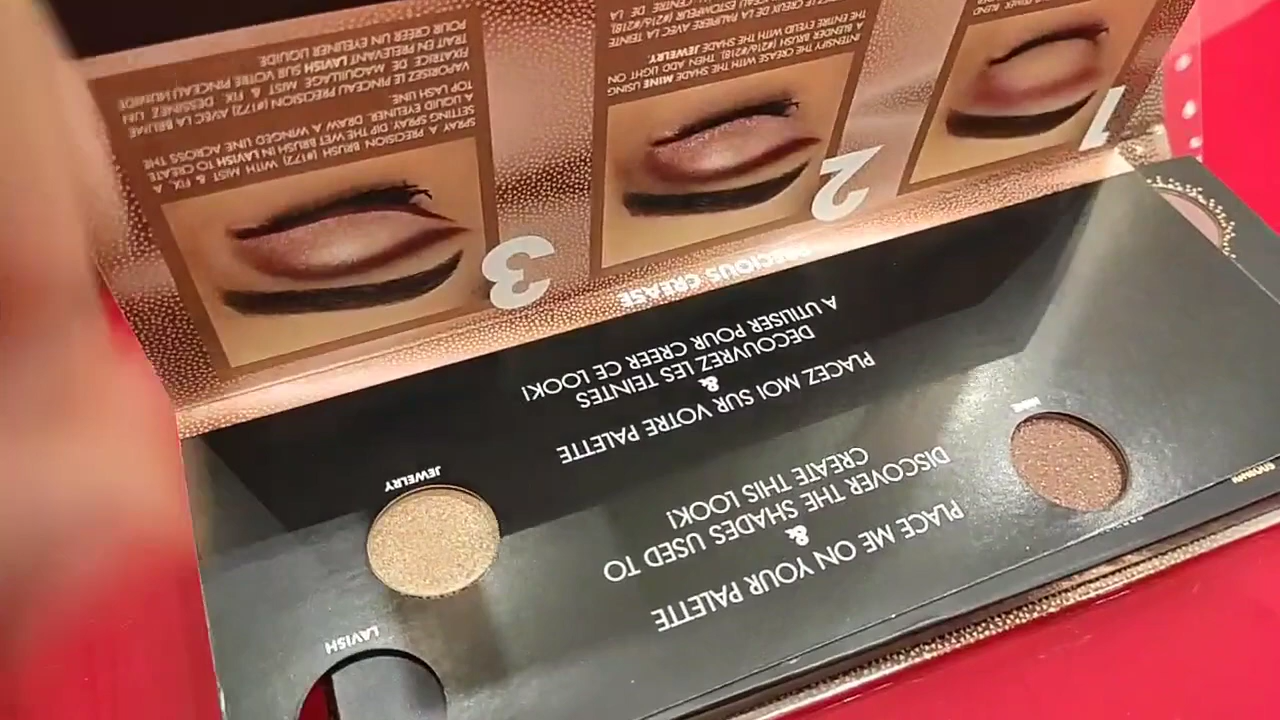 1
2
INTENSIFY THE CREASE WITH THE SHADE MINE USING
A BLENDER BRUSH (#216/#218). THEN ADD LIGHT ON
THE ENTIRE EYELID WITH THE SHADE JEWELRY.
3
SPRAY A PRECISION BRUSH (#172) WITH MIST & FIX, A
SETTING SPRAY. DIP THE WET BRUSH IN LAVISH TO CREATE
A LIQUID EYELINER. DRAW A WINGED LINE ACROSS THE
TOP LASH LINE.
VAPORISEZ LE PINCEAU PRECISION (#172) AVEC LA BRUME
FIXATRICE DE MAQUILLAGE MIST & FIX. DESSINEZ UN
TRAIT EN PRELEVANT LAVISH SUR VOTRE PINCEAU HUMIDE
POUR CREER UN EYELINER LIQUIDE
PRECIOUS CREASE
PLACE ME ON YOUR PALETTE
&
DISCOVER THE SHADES USED TO
CREATE THIS LOOK!
PLACEZ MOI SUR VOTRE PALETTE
&
DECOUVREZ LES TEINTES
A UTILISER POUR CREER CE LOOK!
MINE
JEWELRY
LAVISH